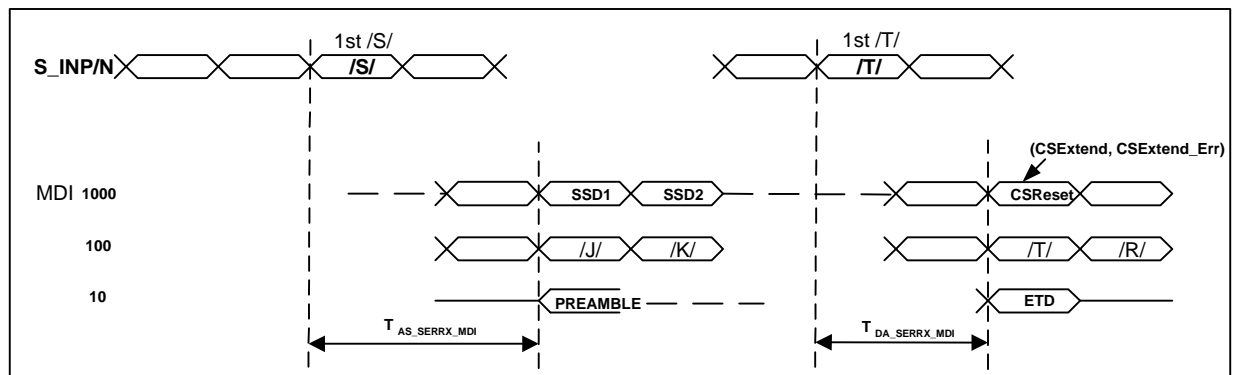 1st /S/ 1st /T/
S_INP/N /S/ /T/
(CSExtend, CSExtend_Err)
MDI 1000 SSD1 SSD2 CSReset
100 /J/ /K/ /T/ /R/
10 PREAMBLE ETD
T AS_SERRX_MDI T DA_SERRX_MDI